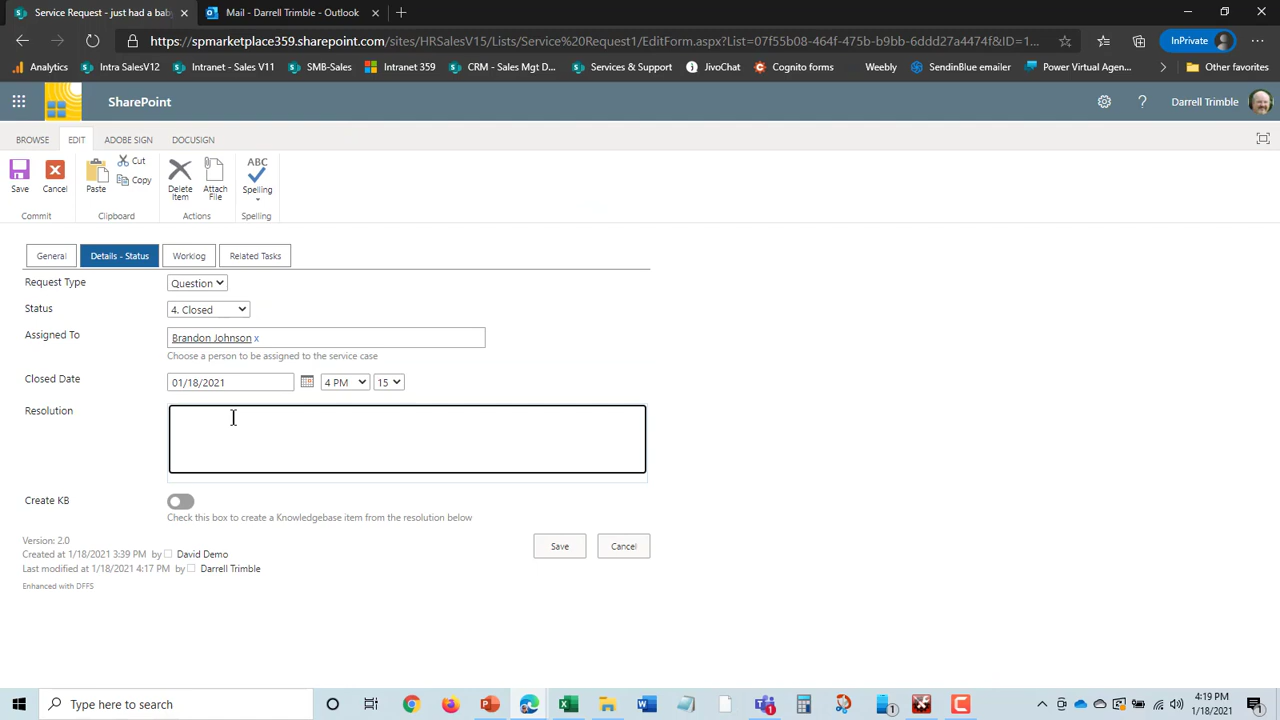 Service Request - just had a bab
Mail - Darrell Trimble - Outlook
https://spmarketplace359.sharepoint.com/sites/HRSalesV15/Lists/Service%20Request1/EditForm.aspx?List=07f55b08-464f-475b-b9bb-6ddd27a4474f&ID=1...
InPrivate
Analytics
Intra SalesV12
Intranet - Sales V11
SMB-Sales
Intranet 359
CRM - Sales Mgt D...
Services & Support
JivoChat
Cognito forms
Weebly
SendinBlue emailer
Power Virtual Agen...
Other favorites
SharePoint
Darrell Trimble
BROWSE
EDIT
ADOBE SIGN
DOCUSIGN
Save
Cancel
Paste
Cut
Copy
Delete Item
Attach File
ABC
Spelling
Commit
Clipboard
Actions
Spelling
General
Details - Status
Worklog
Related Tasks
Request Type
Question
Status
4. Closed
Assigned To
Brandon Johnson x
Choose a person to be assigned to the service case
Closed Date
01/18/2021
4 PM
15
Resolution
Create KB
Check this box to create a Knowledgebase item from the resolution below
Version: 2.0
Save
Cancel
Created at 1/18/2021 3:39 PM by David Demo
Last modified at 1/18/2021 4:17 PM by Darrell Trimble
Enhanced with DFFS
Type here to search
4:19 PM
1/18/2021